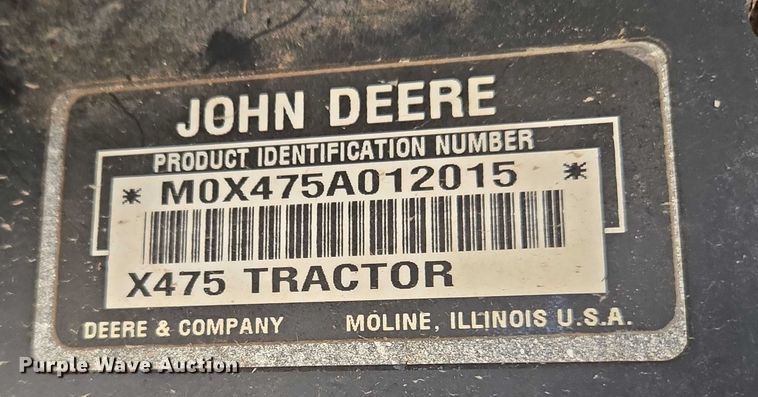 JOHN DEERE
PRODUCT IDENTIFICATION NUMBER
* M0X475A012015 *
X475 TRACTOR
DEERE & COMPANY MOLINE, ILLINOIS U.S.A.
Purple Wave Auction